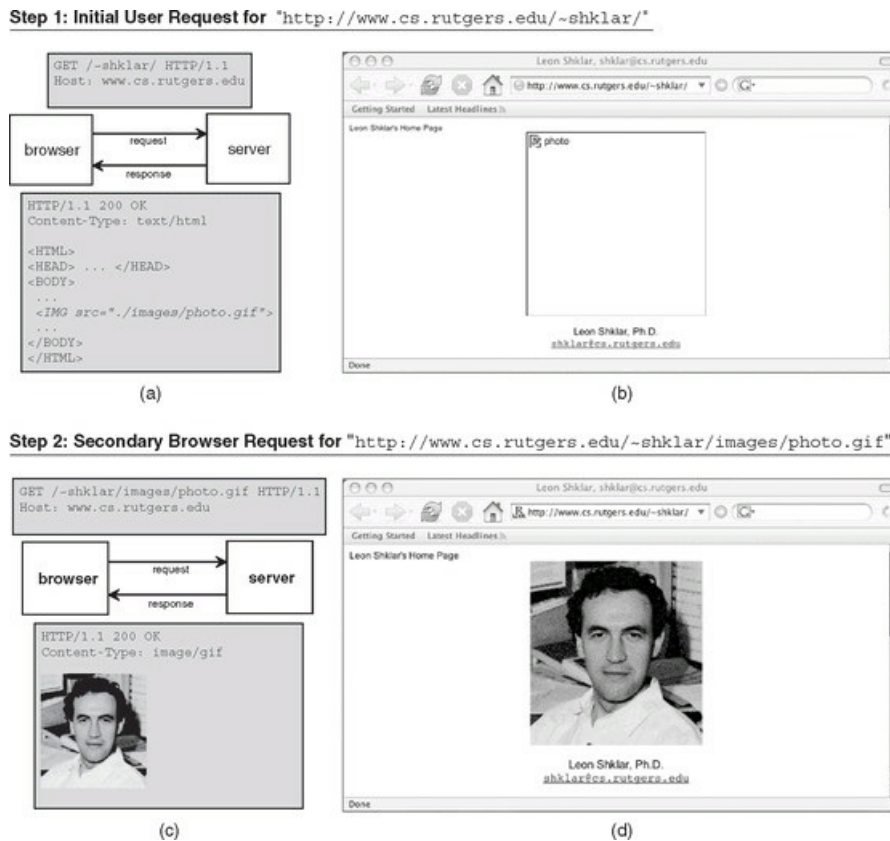 Step 1: Initial User Request for "http://www.cs.rutgers.edu/~shklar/"
GET /~shklar/ HTTP/1.1
Host: www.cs.rutgers.edu
browser
request
response
server
HTTP/1.1 200 OK
Content-Type: text/html
<HTML>
<HEAD> ... </HEAD>
<BODY>
...
<IMG src="./images/photo.gif">
...
</BODY>
</HTML>
(a)
Leon Shklar, shklar@cs.rutgers.edu
http://www.cs.rutgers.edu/~shklar/
G
Getting Started Latest Headlines
Leon Shklar's Home Page
photo
Leon Shklar, Ph.D.
shklar@cs.rutgers.edu
Done
(b)
Step 2: Secondary Browser Request for "http://www.cs.rutgers.edu/~shklar/images/photo.gif"
GET /~shklar/images/photo.gif HTTP/1.1
Host: www.cs.rutgers.edu
browser
request
response
server
HTTP/1.1 200 OK
Content-Type: image/gif
(c)
Leon Shklar, shklar@cs.rutgers.edu
http://www.cs.rutgers.edu/~shklar/
G
Getting Started Latest Headlines
Leon Shklar's Home Page
Leon Shklar, Ph.D.
shklar@cs.rutgers.edu
Done
(d)